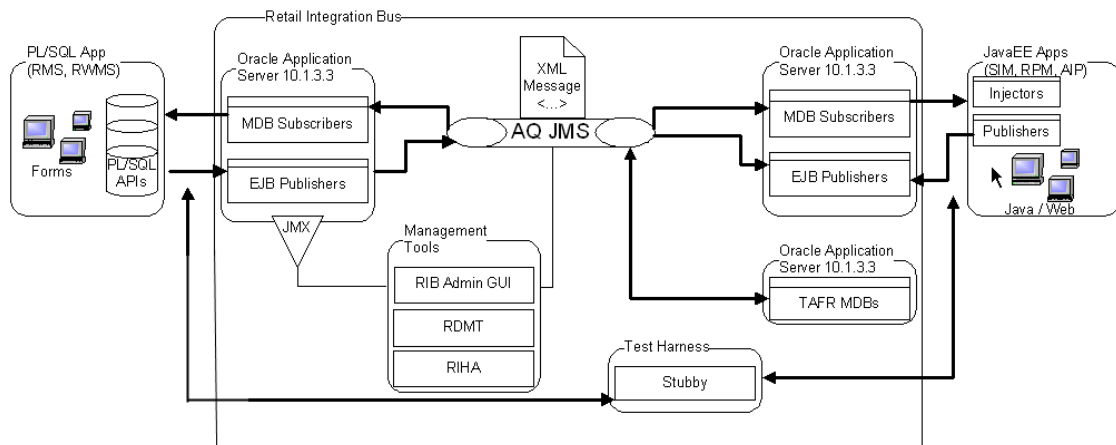 Retail Integration Bus
PL/SQL App
(RMS, RWMS)
Forms
PL/SQL
APIs
Oracle Application
Server 10.1.3.3
MDB Subscribers
EJB Publishers
JMX
XML
Message
<...>
AQ JMS
Management
Tools
RIB Admin GUI
RDMT
RIHA
Oracle Application
Server 10.1.3.3
MDB Subscribers
EJB Publishers
JavaEE Apps
(SIM, RPM, AIP)
Injectors
Publishers
Java / Web
Oracle Application
Server 10.1.3.3
TAFR MDBs
Test Harness
Stubby